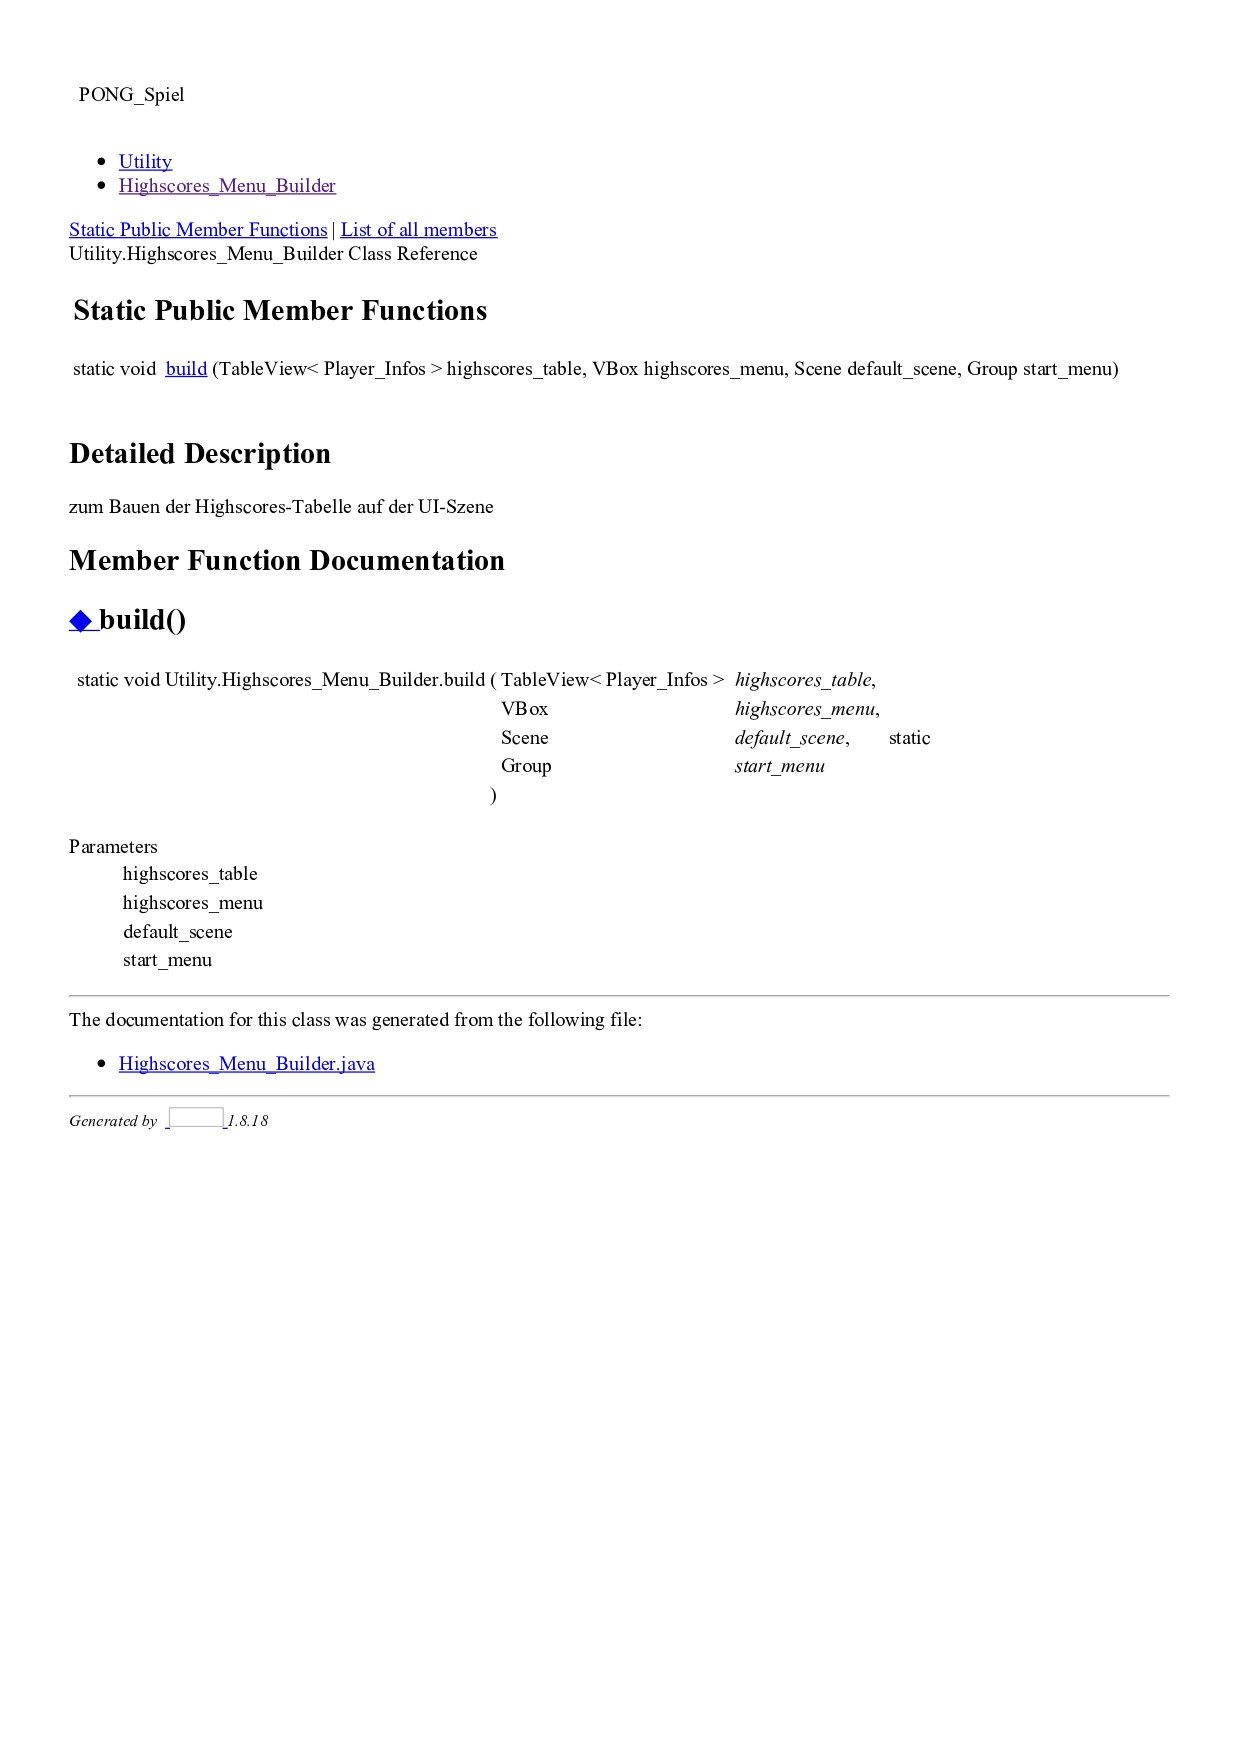 PONG_Spiel
Utility
Highscores_Menu_Builder
Static Public Member Functions | List of all members
Utility.Highscores_Menu_Builder Class Reference
Static Public Member Functions
static void build (TableView< Player_Infos > highscores_table, VBox highscores_menu, Scene default_scene, Group start_menu)
Detailed Description
zum Bauen der Highscores-Tabelle auf der UI-Szene
Member Function Documentation
◆ build()
static void Utility.Highscores_Menu_Builder.build ( TableView< Player_Infos > highscores_table,
VBox highscores_menu,
Scene default_scene, static
Group start_menu
)
Parameters
highscores_table
highscores_menu
default_scene
start_menu
The documentation for this class was generated from the following file:
Highscores_Menu_Builder.java
Generated by 1.8.18